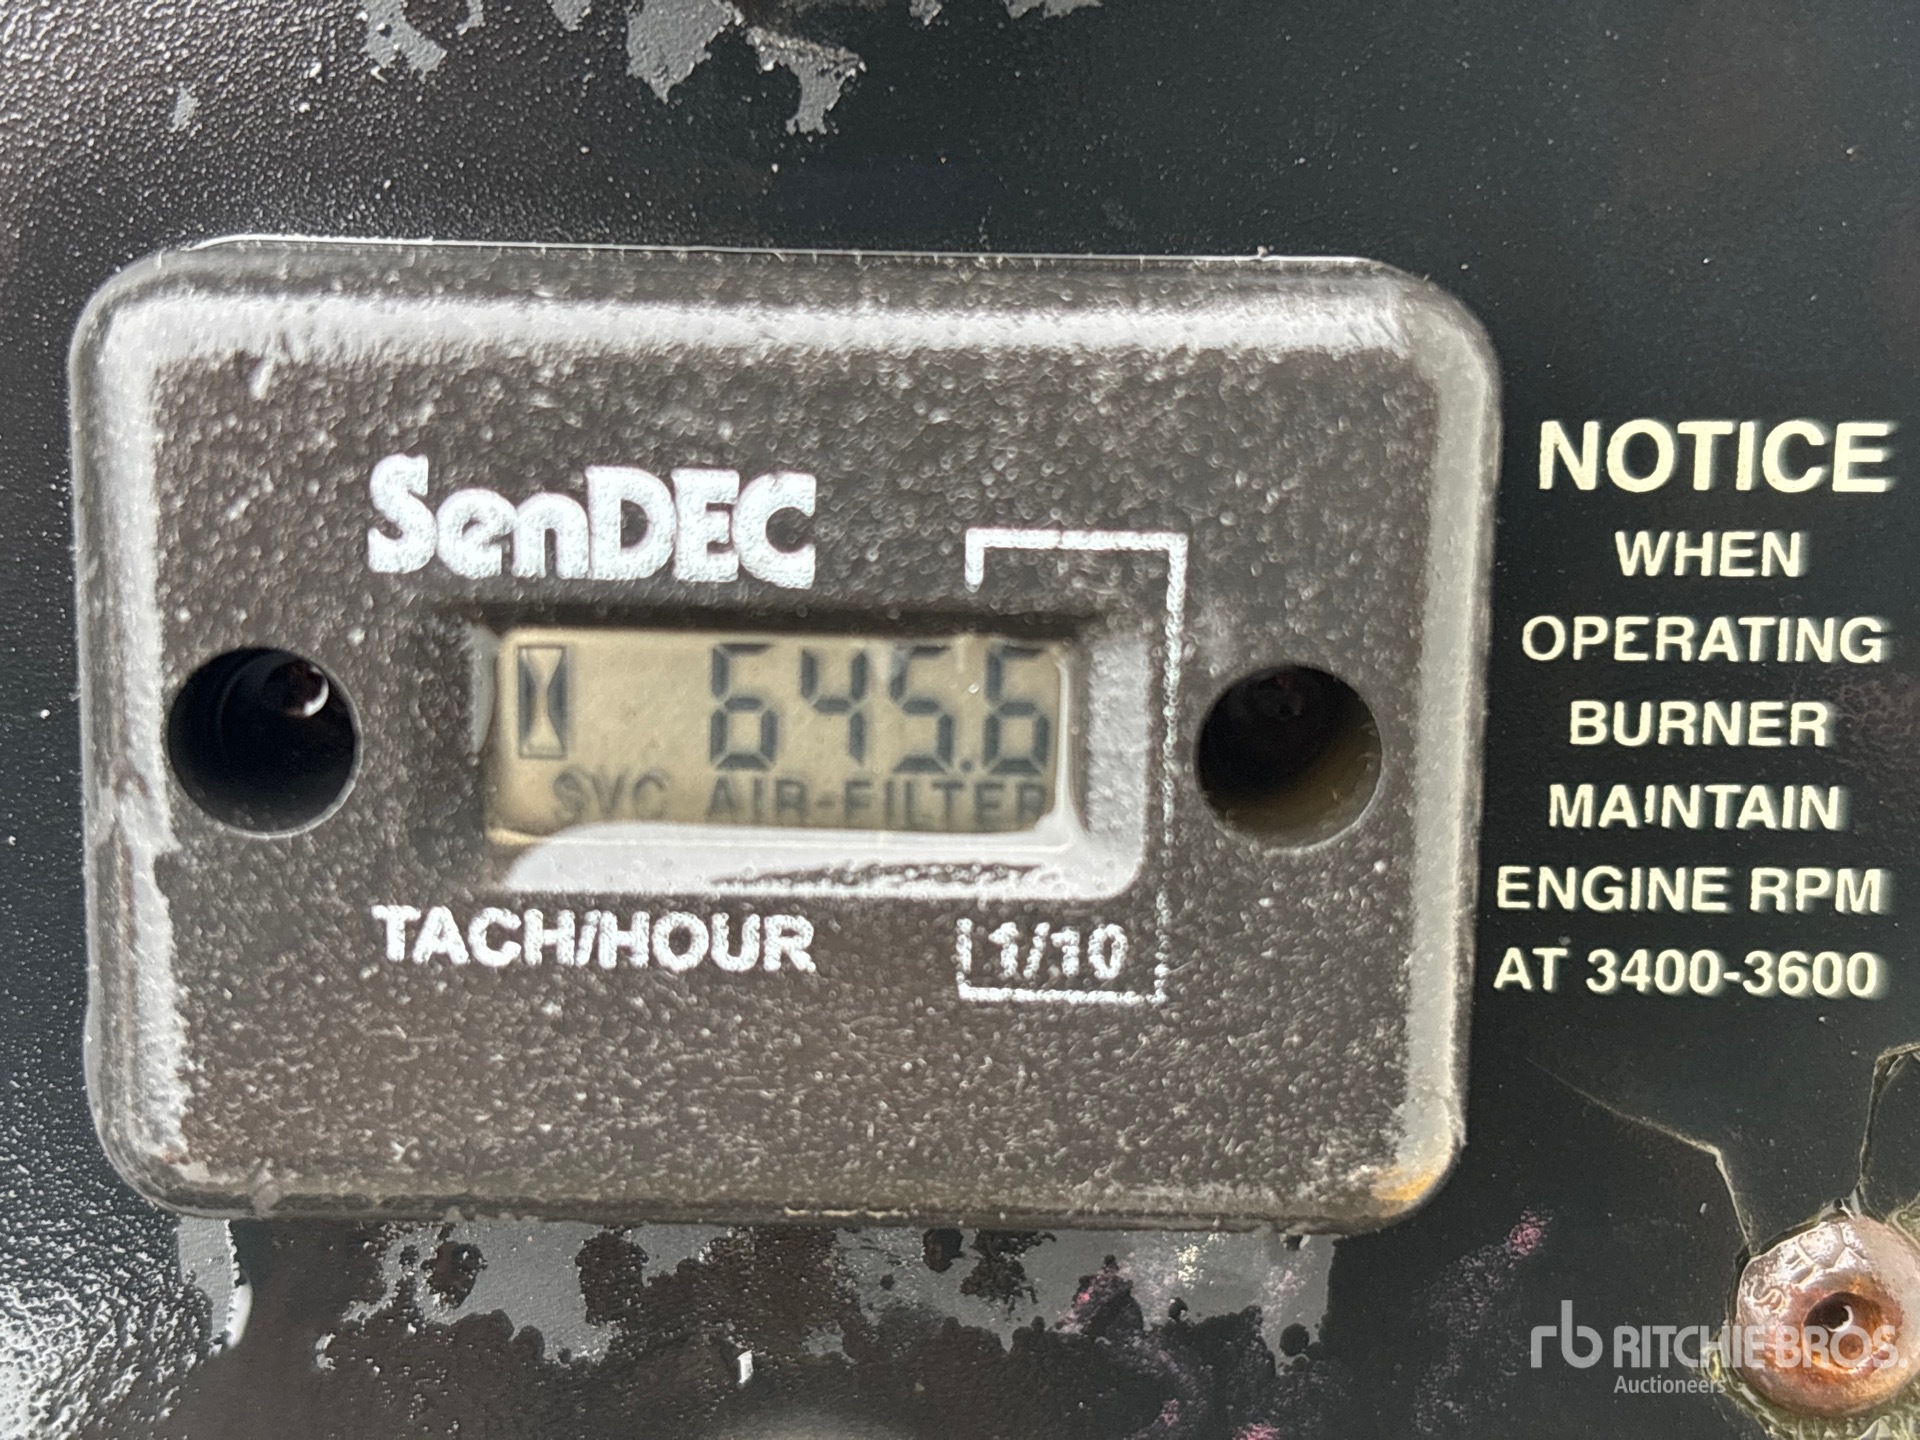 SenDEC
645.6
SVC AIR-FILTER
TACH/HOUR
1/10
NOTICE
WHEN
OPERATING
BURNER
MAINTAIN
ENGINE RPM
AT 3400-3600
rb RITCHIE BROS.
Auctioneers